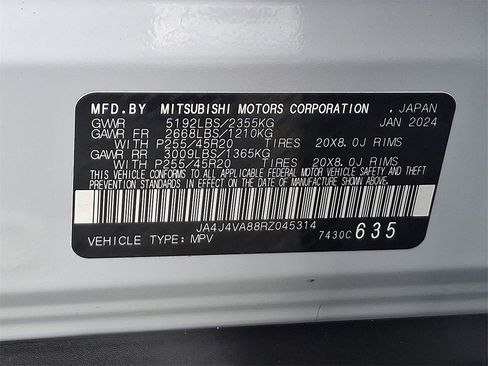 MFD.BY MITSUBISHI MOTORS CORPORATION , JAPAN
GVWR 5192LBS/2355KG JAN 2024
GAWR FR 2668LBS/1210KG
WITH P255/45R20 TIRES 20X8.0J RIMS
GAWR RR 3009LBS/1365KG
WITH P255/45R20 TIRES 20X8.0J RIMS
THIS VEHICLE CONFORMS TO ALL APPLICABLE FEDERAL MOTOR VEHICLE SAFETY AND THEFT
PREVENTION STANDARDS IN EFFECT ON THE DATE OF MANUFACTURE SHOWN ABOVE.
JA4J4VA88RZ045314
VEHICLE TYPE: MPV 7430C 635